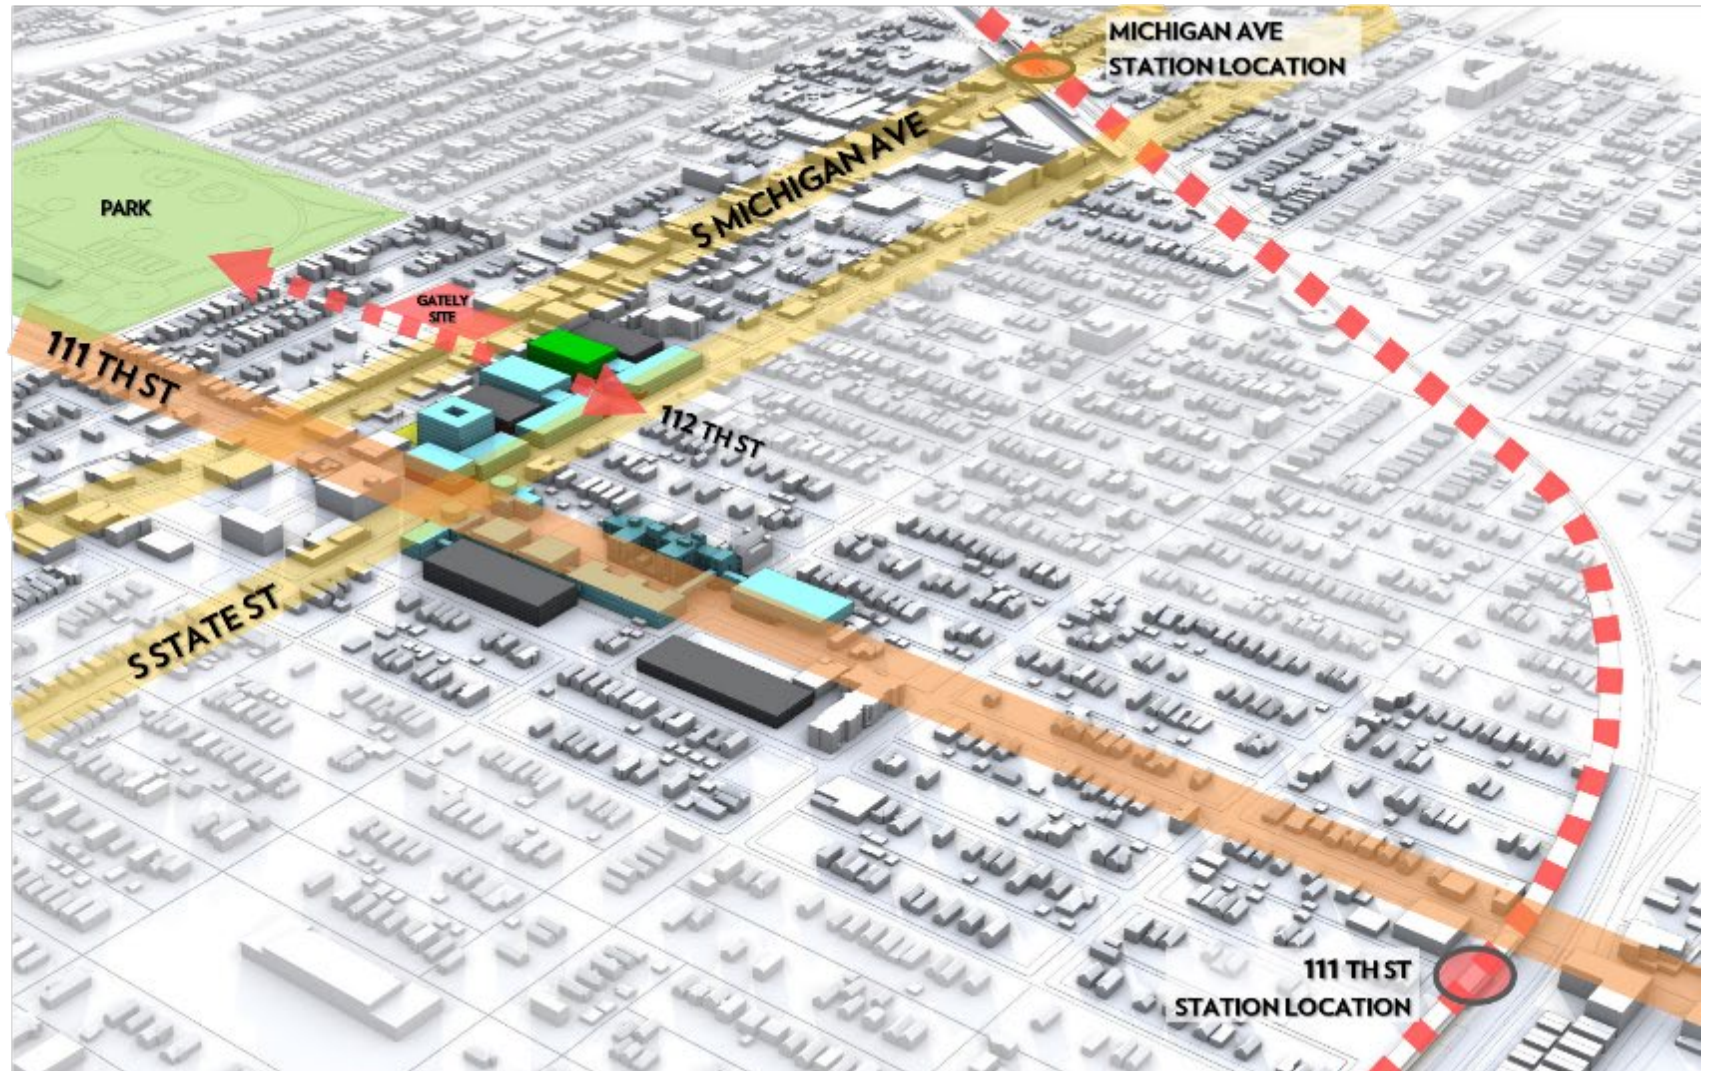 MICHIGAN AVE
STATION LOCATION
S MICHIGAN AVE
PARK
GATELY
SITE
111 TH ST
112 TH ST
S STATE ST
111 TH ST
STATION LOCATION